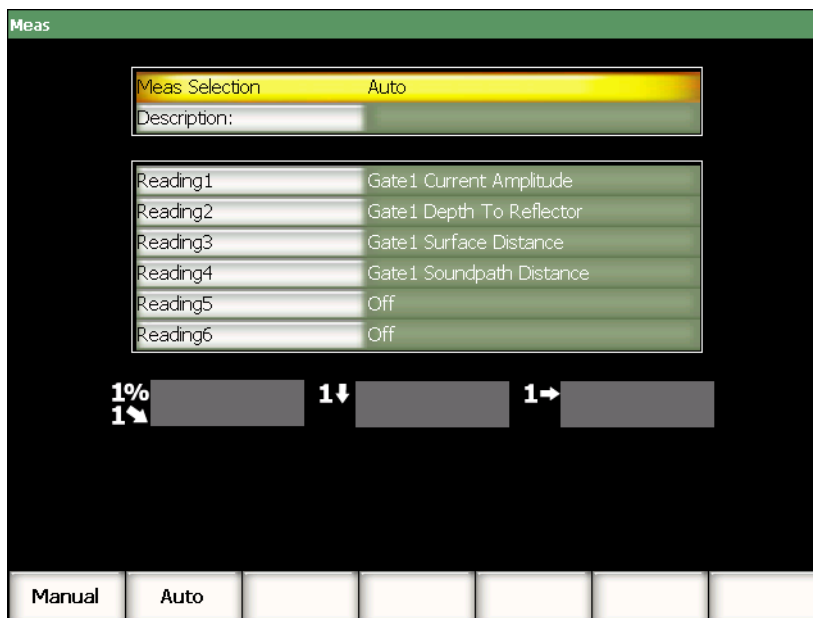 Meas
Meas Selection Auto
Description:
Reading1 Gate1 Current Amplitude
Reading2 Gate1 Depth To Reflector
Reading3 Gate1 Surface Distance
Reading4 Gate1 Soundpath Distance
Reading5 Off
Reading6 Off
1% 1⬇ 1➡
1⬊
Manual Auto